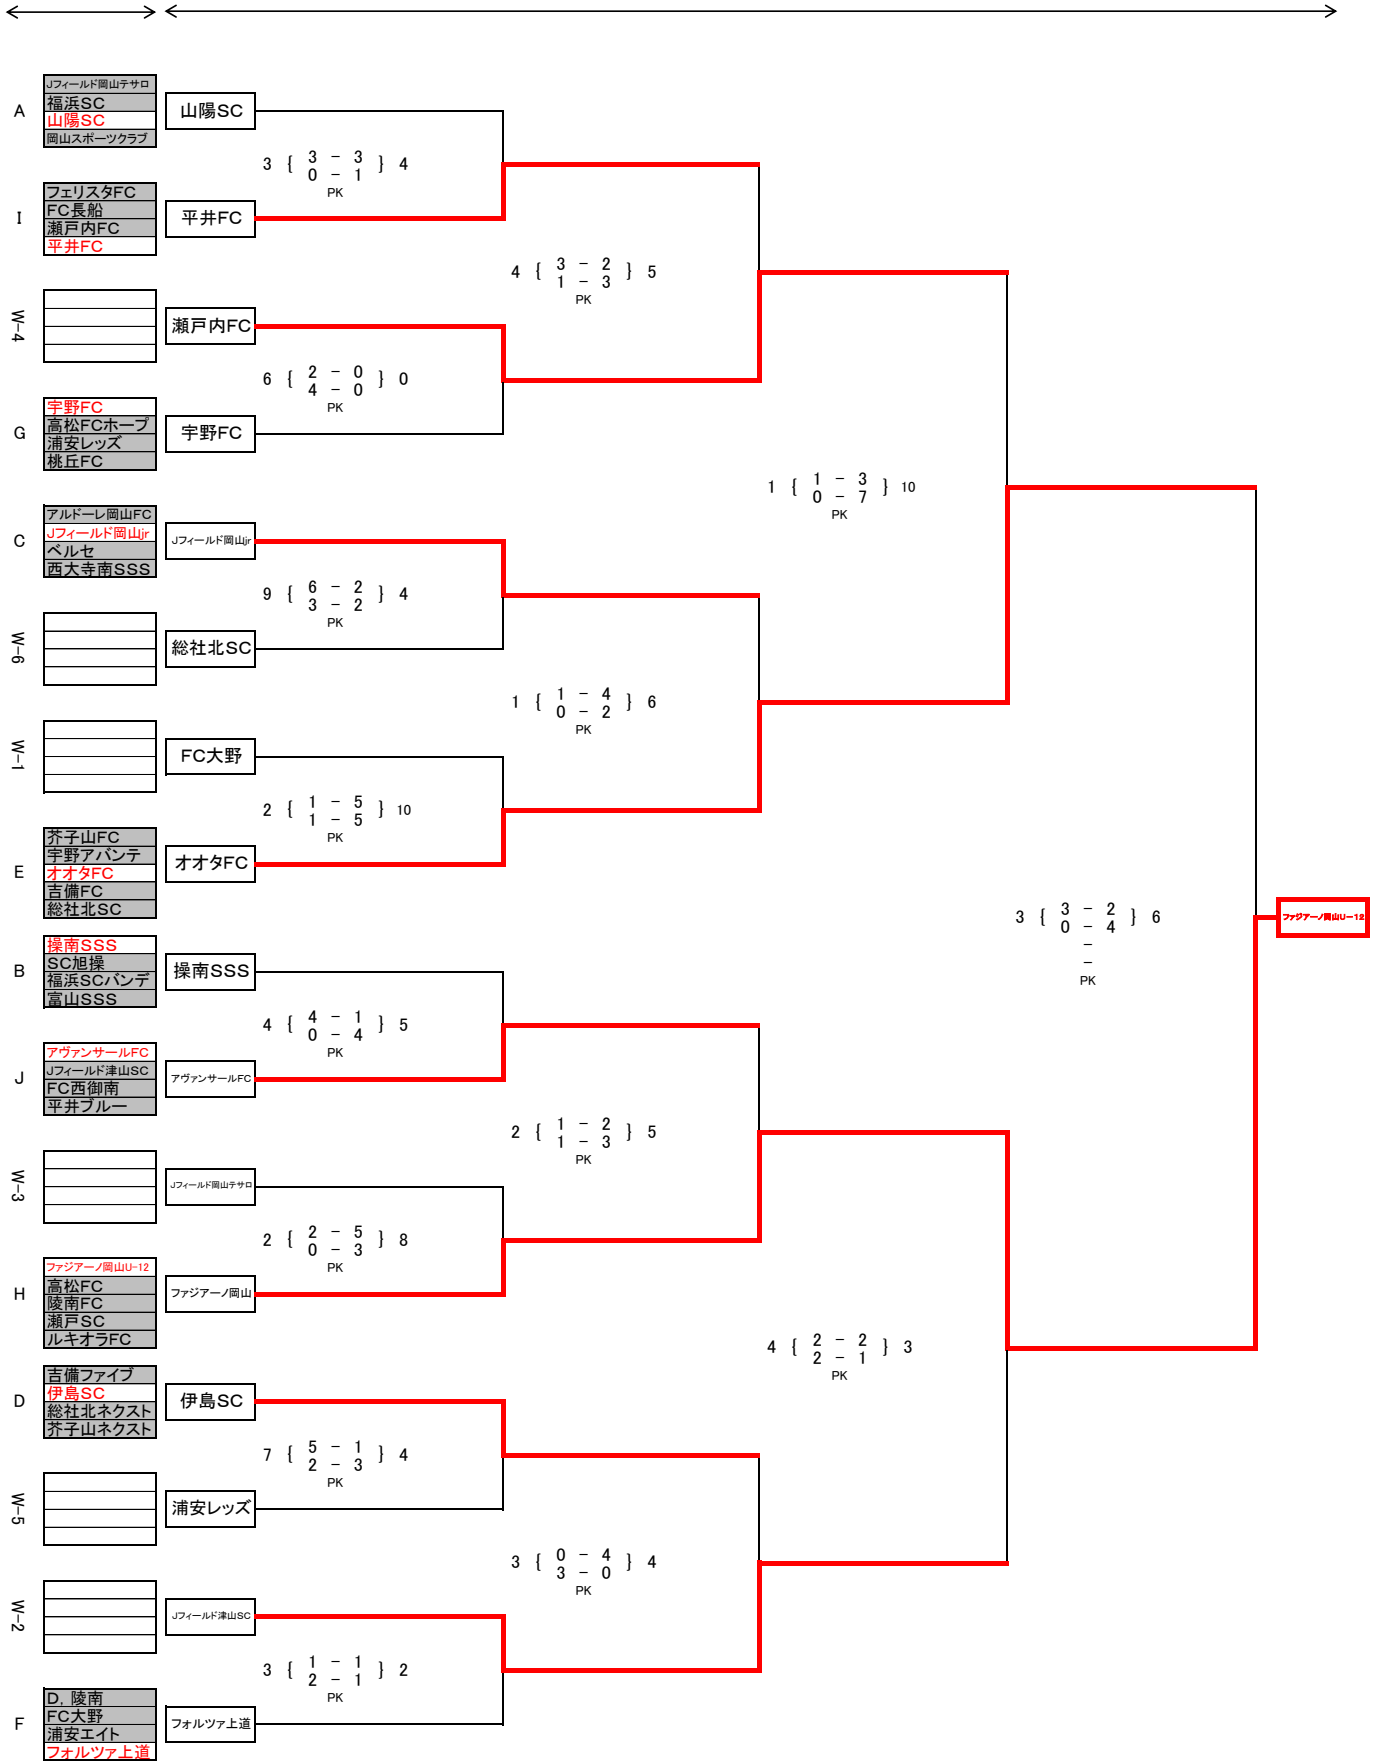 A
Jフィールド岡山テサロ
福浜SC
山陽SC
岡山スポーツクラブ
山陽SC
3 { 3 - 3 } 4
0 - 1
PK
I
フェリスタFC
FC長船
瀬戸内FC
平井FC
平井FC
4 { 3 - 2 } 5
1 - 3
PK
W-4
瀬戸内FC
6 { 2 - 0 } 0
4 - 0
PK
G
宇野FC
高松FCホープ
浦安レッズ
桃丘FC
宇野FC
1 { 1 - 3 } 10
0 - 7
PK
C
アルドーレ岡山FC
Jフィールド岡山jr
ベルセ
西大寺南SSS
Jフィールド岡山jr
9 { 6 - 2 } 4
3 - 2
PK
W-6
総社北SC
1 { 1 - 4 } 6
0 - 2
PK
W-1
FC大野
2 { 1 - 5 } 10
1 - 5
PK
E
芥子山FC
宇野アバンテ
オオタFC
吉備FC
総社北SC
オオタFC
3 { 3 - 2 } 6
0 - 4
-
-
PK
ファジアーノ岡山U-12
B
操南SSS
SC旭操
福浜SCバンデ
富山SSS
操南SSS
4 { 4 - 1 } 5
0 - 4
PK
J
アヴァンサールFC
Jフィールド津山SC
FC西御南
平井ブルー
アヴァンサールFC
2 { 1 - 2 } 5
1 - 3
PK
W-3
Jフィールド岡山テサロ
2 { 2 - 5 } 8
0 - 3
PK
H
ファジアーノ岡山U-12
高松FC
陵南FC
瀬戸SC
ルキオラFC
ファジアーノ岡山
4 { 2 - 2 } 3
2 - 1
PK
D
吉備ファイブ
伊島SC
総社北ネクスト
芥子山ネクスト
伊島SC
7 { 5 - 1 } 4
2 - 3
PK
W-5
浦安レッズ
3 { 0 - 4 } 4
3 - 0
PK
W-2
Jフィールド津山SC
3 { 1 - 1 } 2
2 - 1
PK
F
D.陵南
FC大野
浦安エイト
フォルツァ上道
フォルツァ上道